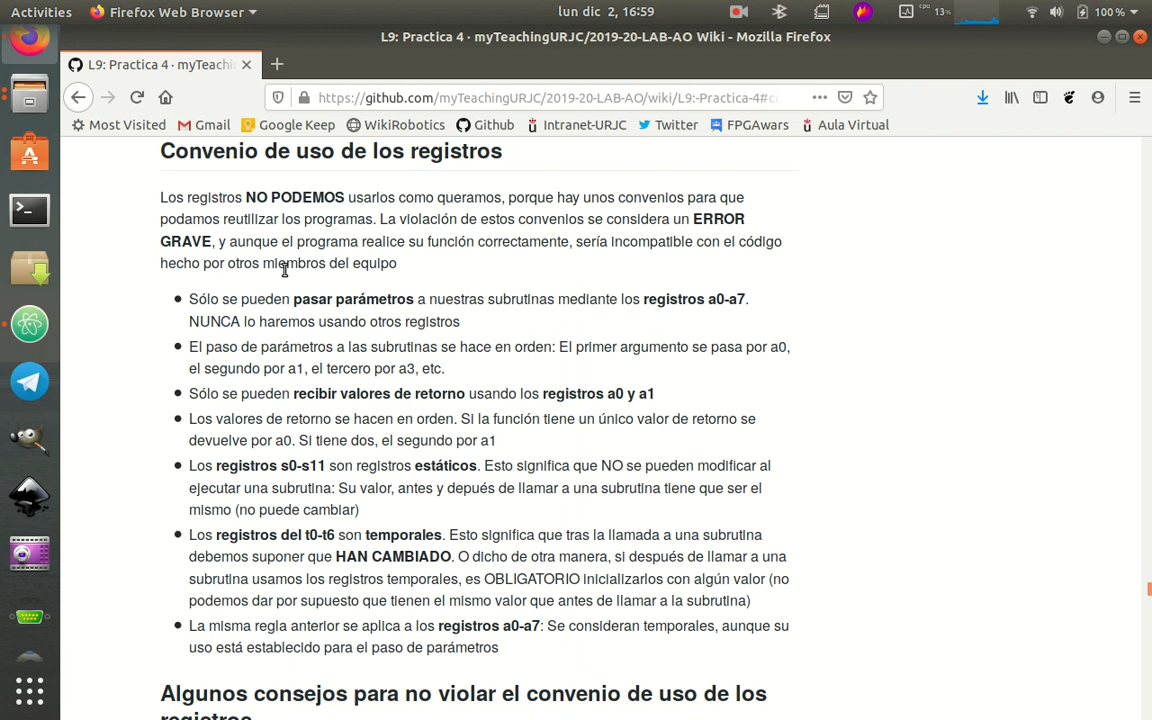 Activities Firefox Web Browser lun dic 2, 16:59 cpu 13% 100%
L9: Practica 4 · myTeachingURJC/2019-20-LAB-AO Wiki - Mozilla Firefox
L9: Practica 4 · myTeachi
https://github.com/myTeachingURJC/2019-20-LAB-AO/wiki/L9:-Practica-4#c
Most Visited Gmail Google Keep WikiRobotics Github Intranet-URJC Twitter FPGAwars Aula Virtual
Convenio de uso de los registros
Los registros NO PODEMOS usarlos como queramos, porque hay unos convenios para que
podamos reutilizar los programas. La violación de estos convenios se considera un ERROR
GRAVE, y aunque el programa realice su función correctamente, sería incompatible con el código
hecho por otros miembros del equipo
Sólo se pueden pasar parámetros a nuestras subrutinas mediante los registros a0-a7.
NUNCA lo haremos usando otros registros
El paso de parámetros a las subrutinas se hace en orden: El primer argumento se pasa por a0,
el segundo por a1, el tercero por a3, etc.
Sólo se pueden recibir valores de retorno usando los registros a0 y a1
Los valores de retorno se hacen en orden. Si la función tiene un único valor de retorno se
devuelve por a0. Si tiene dos, el segundo por a1
Los registros s0-s11 son registros estáticos. Esto significa que NO se pueden modificar al
ejecutar una subrutina: Su valor, antes y depués de llamar a una subrutina tiene que ser el
mismo (no puede cambiar)
Los registros del t0-t6 son temporales. Esto significa que tras la llamada a una subrutina
debemos suponer que HAN CAMBIADO. O dicho de otra manera, si después de llamar a una
subrutina usamos los registros temporales, es OBLIGATORIO inicializarlos con algún valor (no
podemos dar por supuesto que tienen el mismo valor que antes de llamar a la subrutina)
La misma regla anterior se aplica a los registros a0-a7: Se consideran temporales, aunque su
uso está establecido para el paso de parámetros
Algunos consejos para no violar el convenio de uso de los
registros